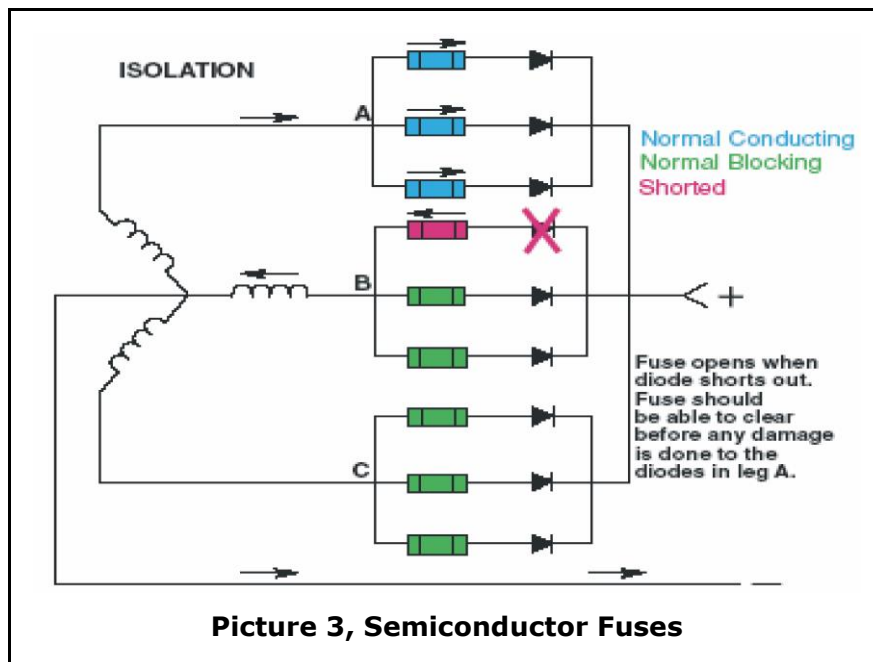 ISOLATION
A
Normal Conducting
Normal Blocking
Shorted
B
+
Fuse opens when
diode shorts out.
Fuse should
be able to clear
before any damage
is done to the
diodes in leg A.
C
—
Picture 3, Semiconductor Fuses